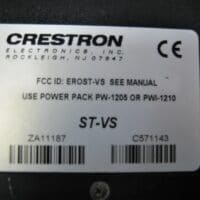 CRESTRON
ELECTRONICS, INC.
ROCKLEIGH, NJ 07647
CE
FCC ID: EROST-VS SEE MANUAL
USE POWER PACK PW-1205 OR PWI-1210
ST-VS
ZA11187 C571143